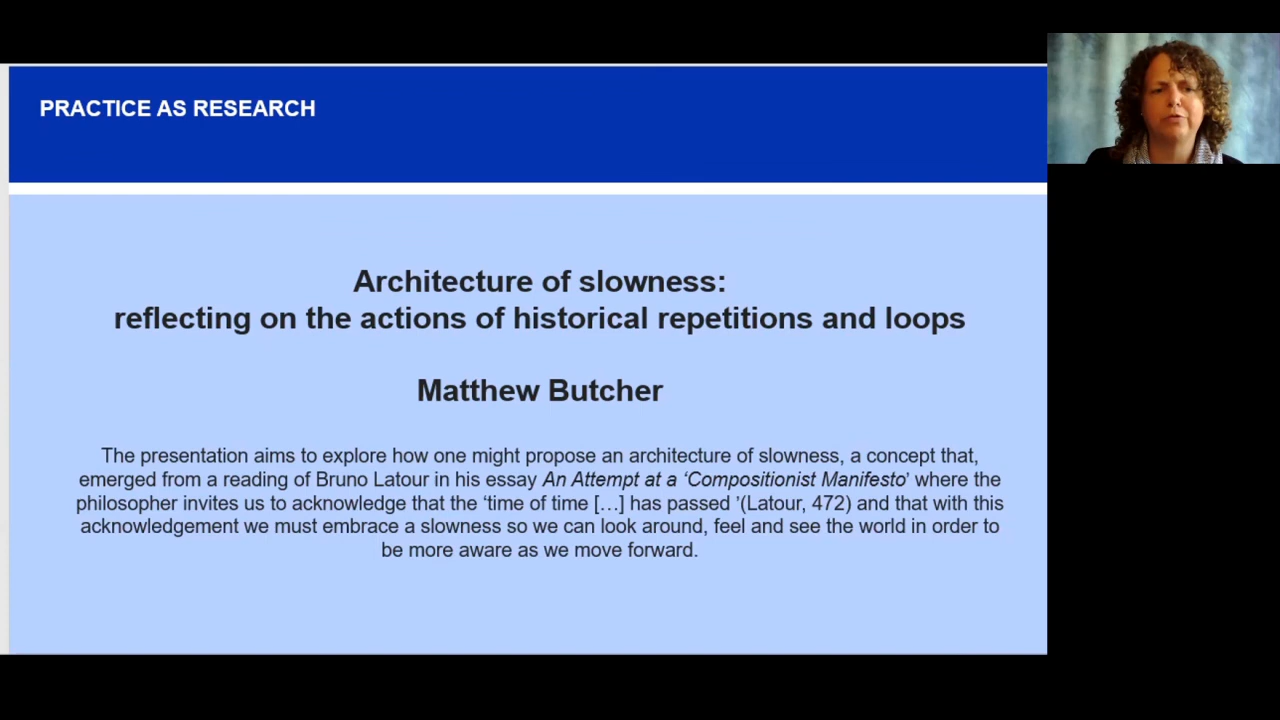 PRACTICE AS RESEARCH
Architecture of slowness:
reflecting on the actions of historical repetitions and loops
Matthew Butcher
The presentation aims to explore how one might propose an architecture of slowness, a concept that,
emerged from a reading of Bruno Latour in his essay An Attempt at a ‘Compositionist Manifesto’ where the
philosopher invites us to acknowledge that the ‘time of time […] has passed ’(Latour, 472) and that with this
acknowledgement we must embrace a slowness so we can look around, feel and see the world in order to
be more aware as we move forward.